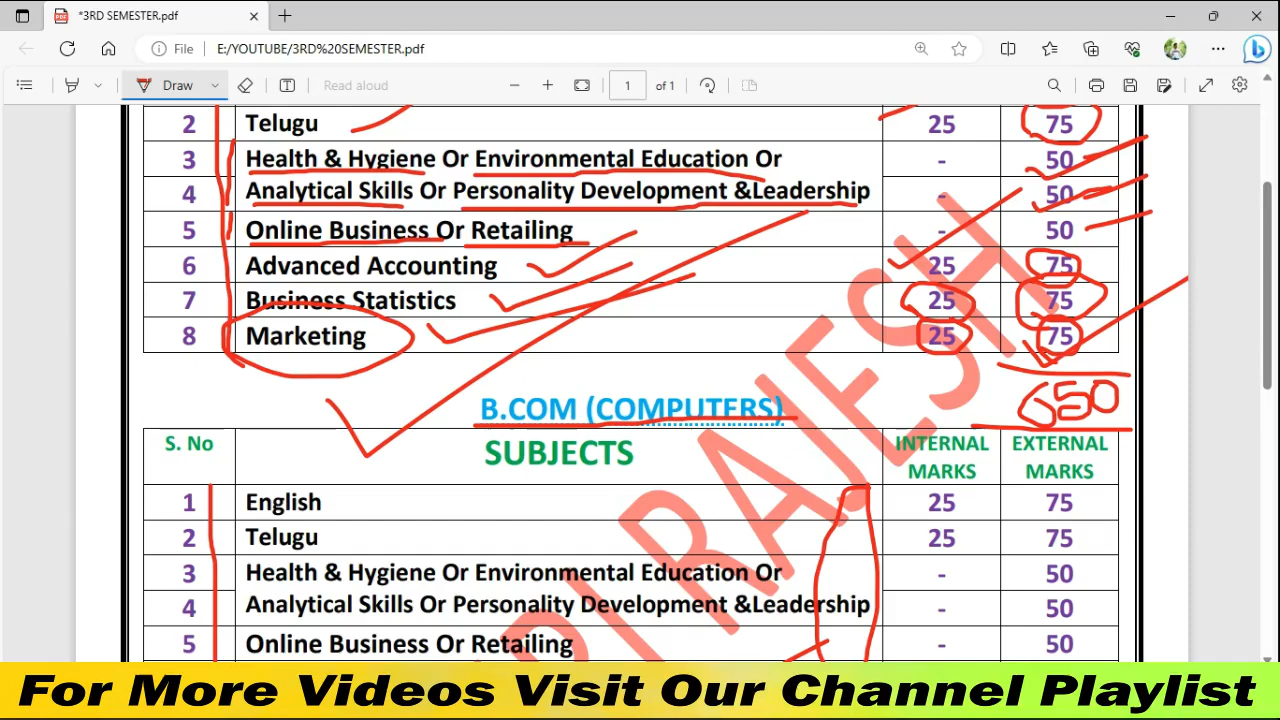 *3RD SEMESTER.pdf
File E:/YOUTUBE/3RD%20SEMESTER.pdf
Draw Read aloud 1 of 1
2 Telugu 25 75
3 Health & Hygiene Or Environmental Education Or - 50
4 Analytical Skills Or Personality Development &Leadership - 50
5 Online Business Or Retailing - 50
6 Advanced Accounting 25 75
7 Business Statistics 25 75
8 Marketing 25 75
650
B.COM (COMPUTERS)
S. No SUBJECTS INTERNAL MARKS EXTERNAL MARKS
1 English 25 75
2 Telugu 25 75
3 Health & Hygiene Or Environmental Education Or - 50
4 Analytical Skills Or Personality Development &Leadership - 50
5 Online Business Or Retailing - 50
RAJESH
For More Videos Visit Our Channel Playlist